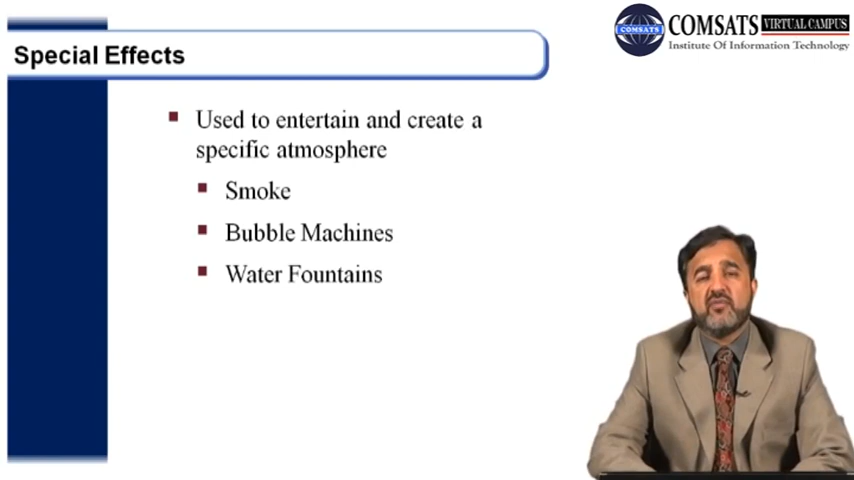 COMSATS VIRTUAL CAMPUS
COMSATS
Institute Of Information Technology
Special Effects
Used to entertain and create a
specific atmosphere
Smoke
Bubble Machines
Water Fountains